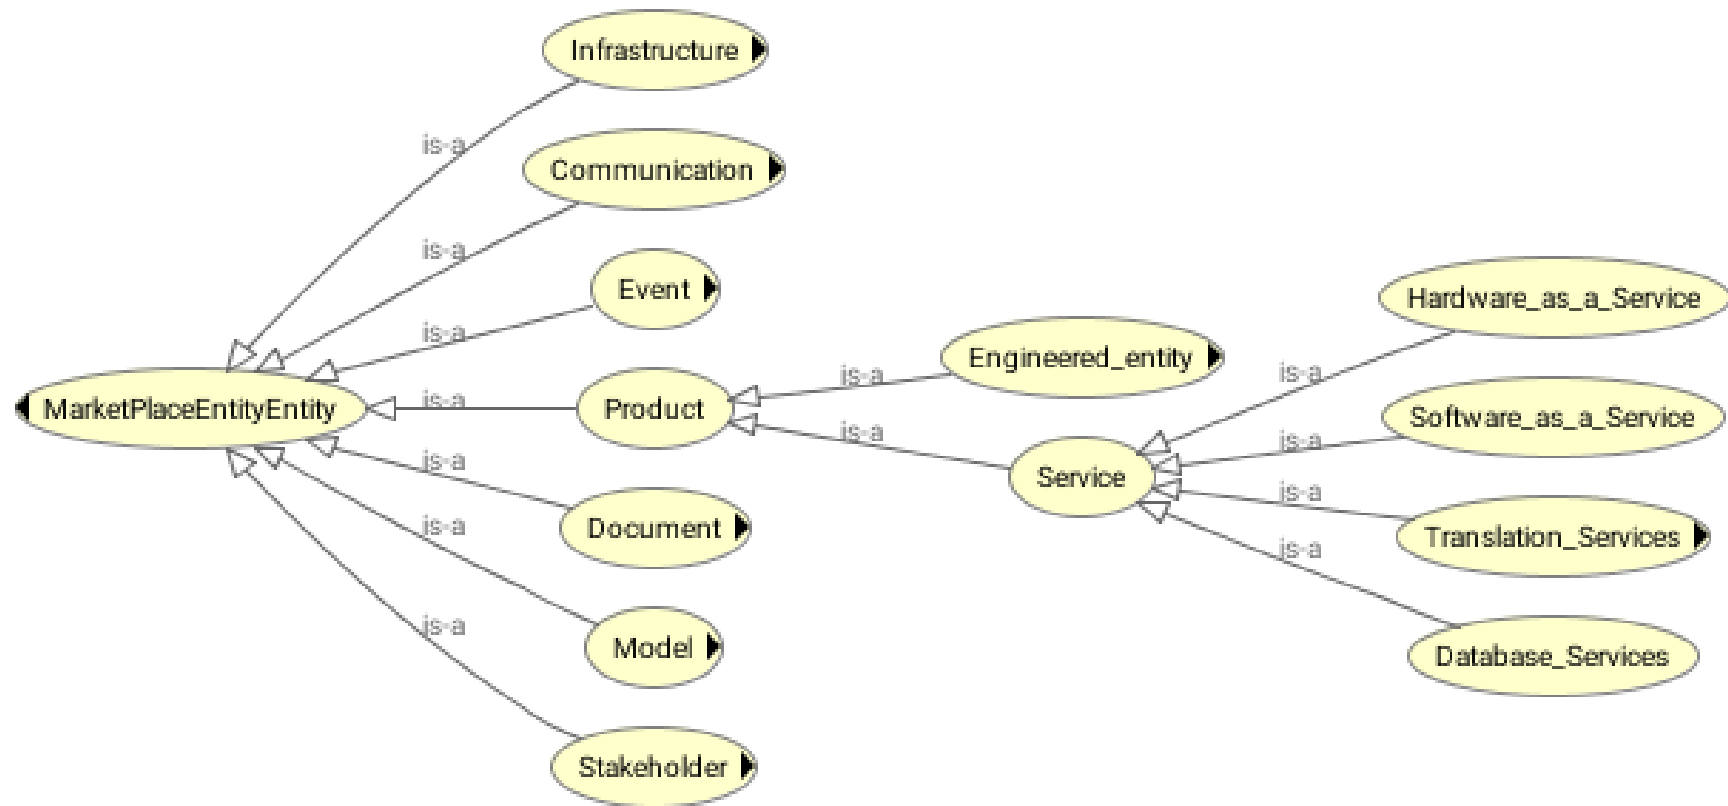 Infrastructure
is-a
Communication
is-a
Event
is-a
MarketPlaceEntityEntity
is-a
Product
is-a
Engineered_entity
is-a
Service
is-a
Hardware_as_a_Service
is-a
Software_as_a_Service
is-a
Translation_Services
is-a
Database_Services
is-a
Document
is-a
Model
is-a
Stakeholder